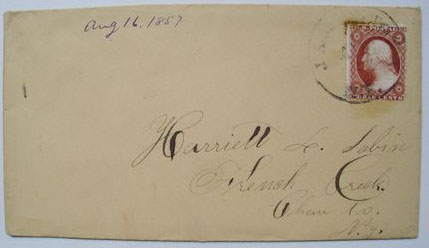 Aug 16. 1857
Harriett L. Sabin
French Creek
Chau Co.
N.Y.